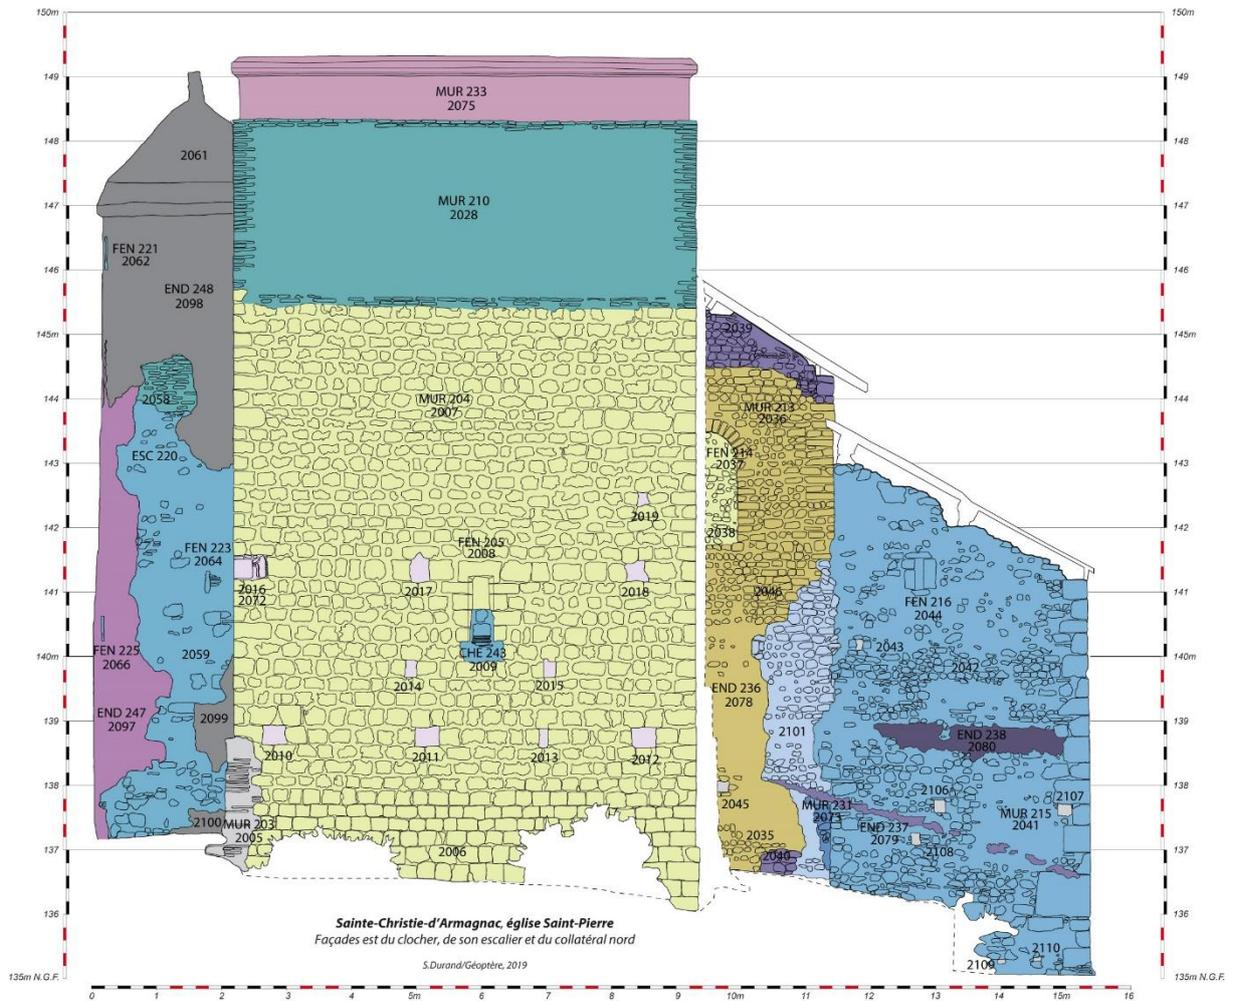 150m
150m
149
149
148
148
147
147
146
146
145m
145m
144
144
143
143
142
142
141
141
140m
140m
139
139
138
138
137
137
136
136
135m N.G.F.
135m N.G.F.
MUR 233
2075
2061
MUR 210
2028
FEN 221
2062
END 248
2098
2039
2058
MUR 204
2007
MUR 213
2036
ESC 220
FEN 214
2037
2019
2038
FEN 205
2008
FEN 223
2064
2016
2072
2017
2018
2046
FEN 216
2044
FEN 225
2066
2059
CHE 243
2009
2043
2042
2014
2015
END 236
2078
END 247
2097
2099
2101
END 238
2080
2010
2011
2013
2012
2045
2106
2107
MUR 231
2073
MUR 215
2041
2100
MUR 203
2005
2035
END 237
2079
2006
2040
2108
2110
2109
Sainte-Christie-d'Armagnac, église Saint-Pierre
Façades est du clocher, de son escalier et du collatéral nord
S.Durand/Géoptère, 2019
0 1 2 3 4 5m 6 7 8 9 10m 11 12 13 14 15m 16